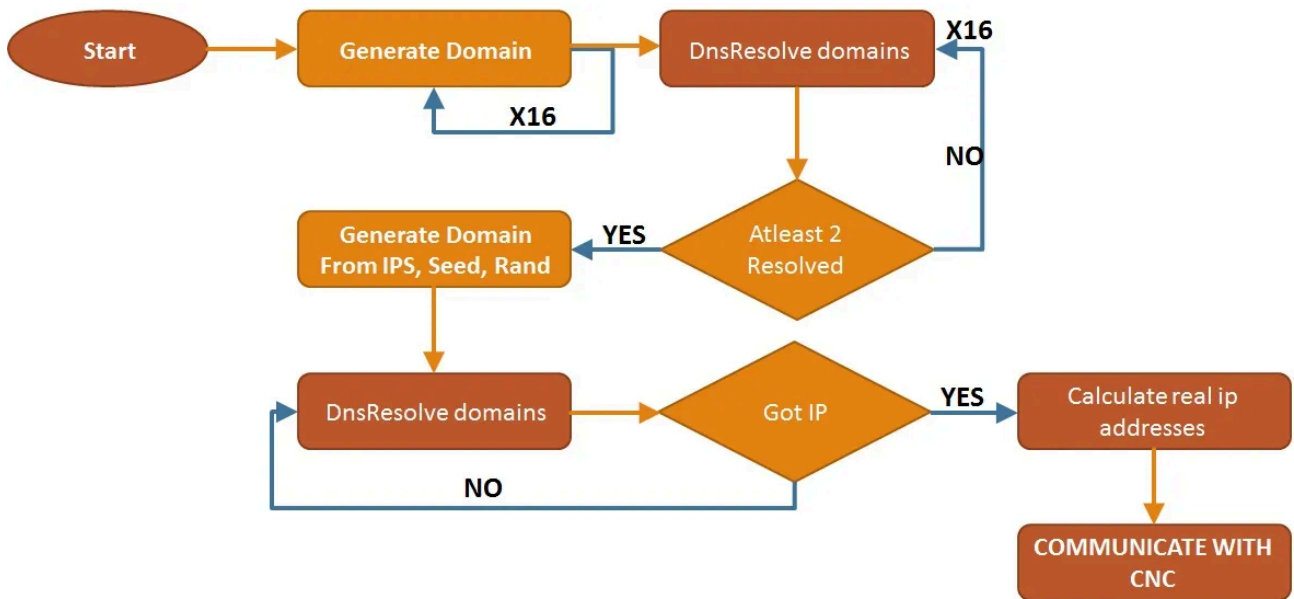 Start
Generate Domain
X16
DnsResolve domains
X16
NO
Atleast 2
Resolved
YES
Generate Domain
From IPS, Seed, Rand
DnsResolve domains
NO
Got IP
YES
Calculate real ip
addresses
COMMUNICATE WITH
CNC